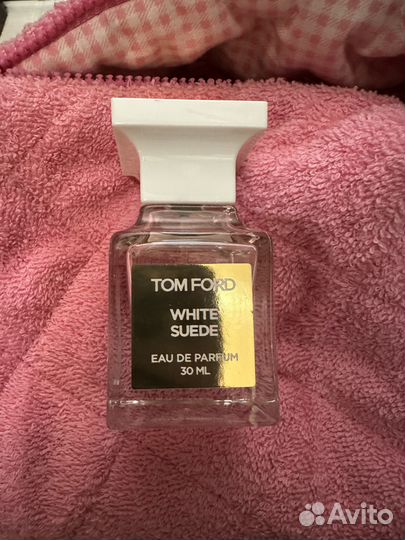 TOM FORD
WHITE
SUEDE
EAU DE PARFUM
30 ML
Avito